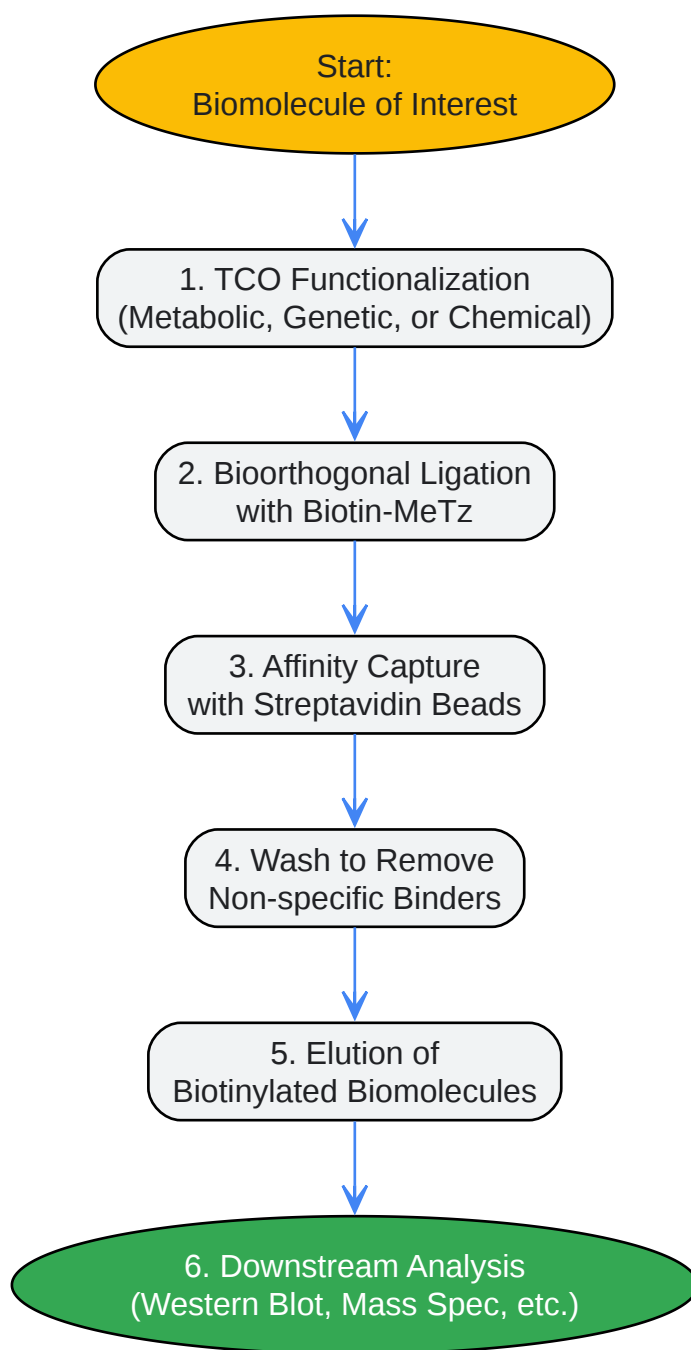 Start:
Biomolecule of Interest
1. TCO Functionalization
(Metabolic, Genetic, or Chemical)
2. Bioorthogonal Ligation
with Biotin-MeTz
3. Affinity Capture
with Streptavidin Beads
4. Wash to Remove
Non-specific Binders
5. Elution of
Biotinylated Biomolecules
6. Downstream Analysis
(Western Blot, Mass Spec, etc.)